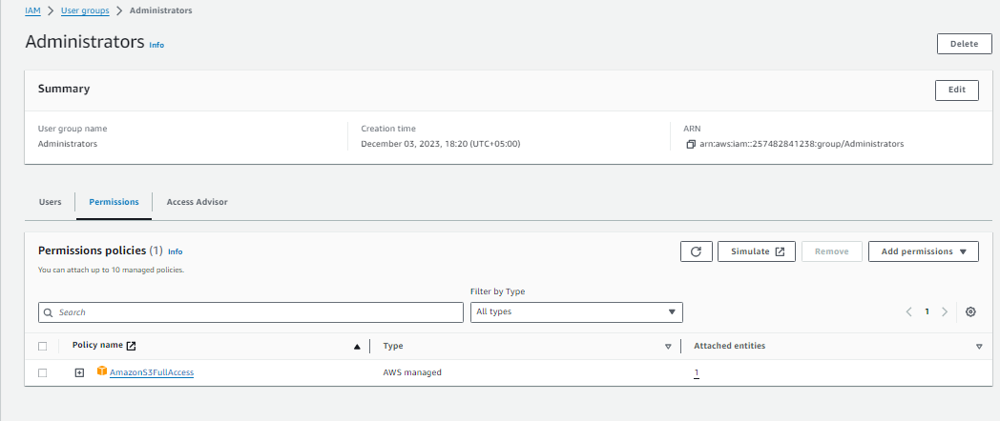 IAM > User groups > Administrators
Administrators Info
Delete
Summary
Edit
User group name
Administrators
Creation time
December 03, 2023, 18:20 (UTC+05:00)
ARN
arn:aws:iam::257482841238:group/Administrators
Users
Permissions
Access Advisor
Permissions policies (1) Info
You can attach up to 10 managed policies.
Simulate
Remove
Add permissions
Filter by Type
Search
All types
1
Policy name
Type
Attached entities
AmazonS3FullAccess
AWS managed
1